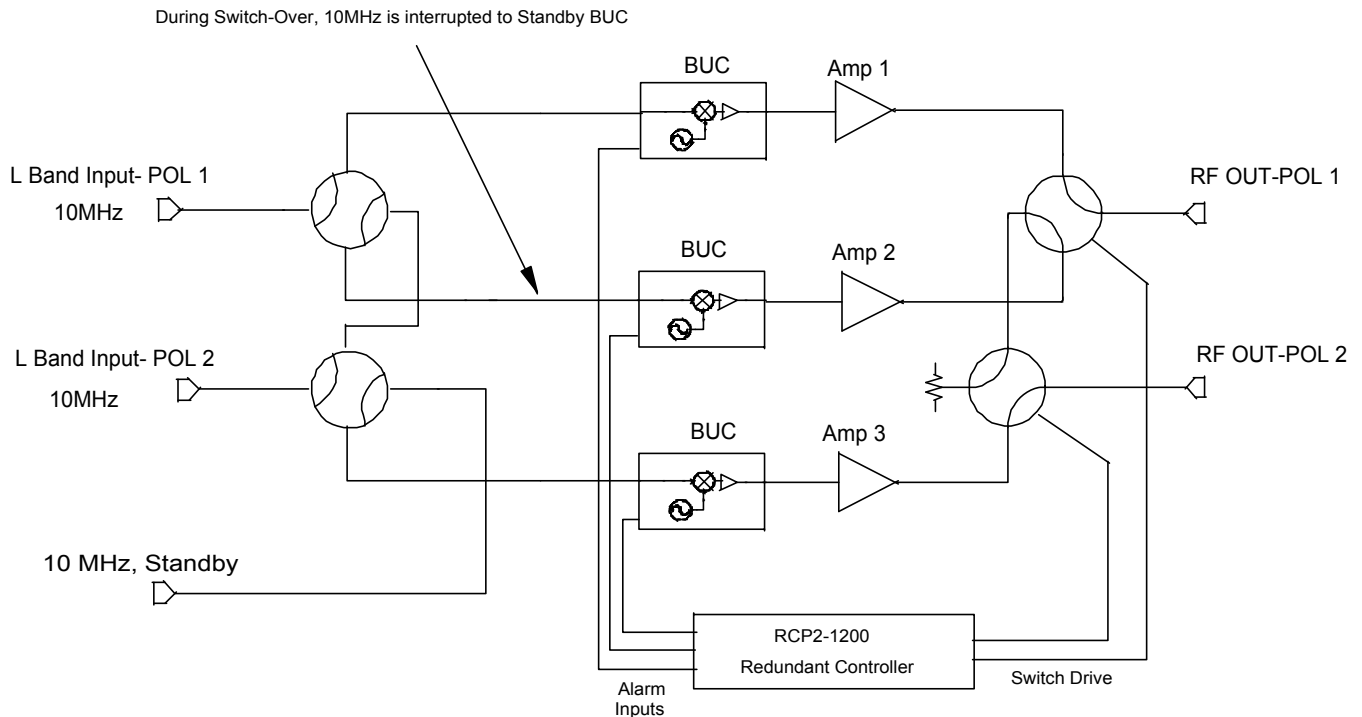 During Switch-Over, 10MHz is interrupted to Standby BUC
BUC
Amp 1
L Band Input- POL 1
10MHz
RF OUT-POL 1
BUC
Amp 2
L Band Input- POL 2
10MHz
RF OUT-POL 2
BUC
Amp 3
10 MHz, Standby
RCP2-1200
Redundant Controller
Alarm
Inputs
Switch Drive